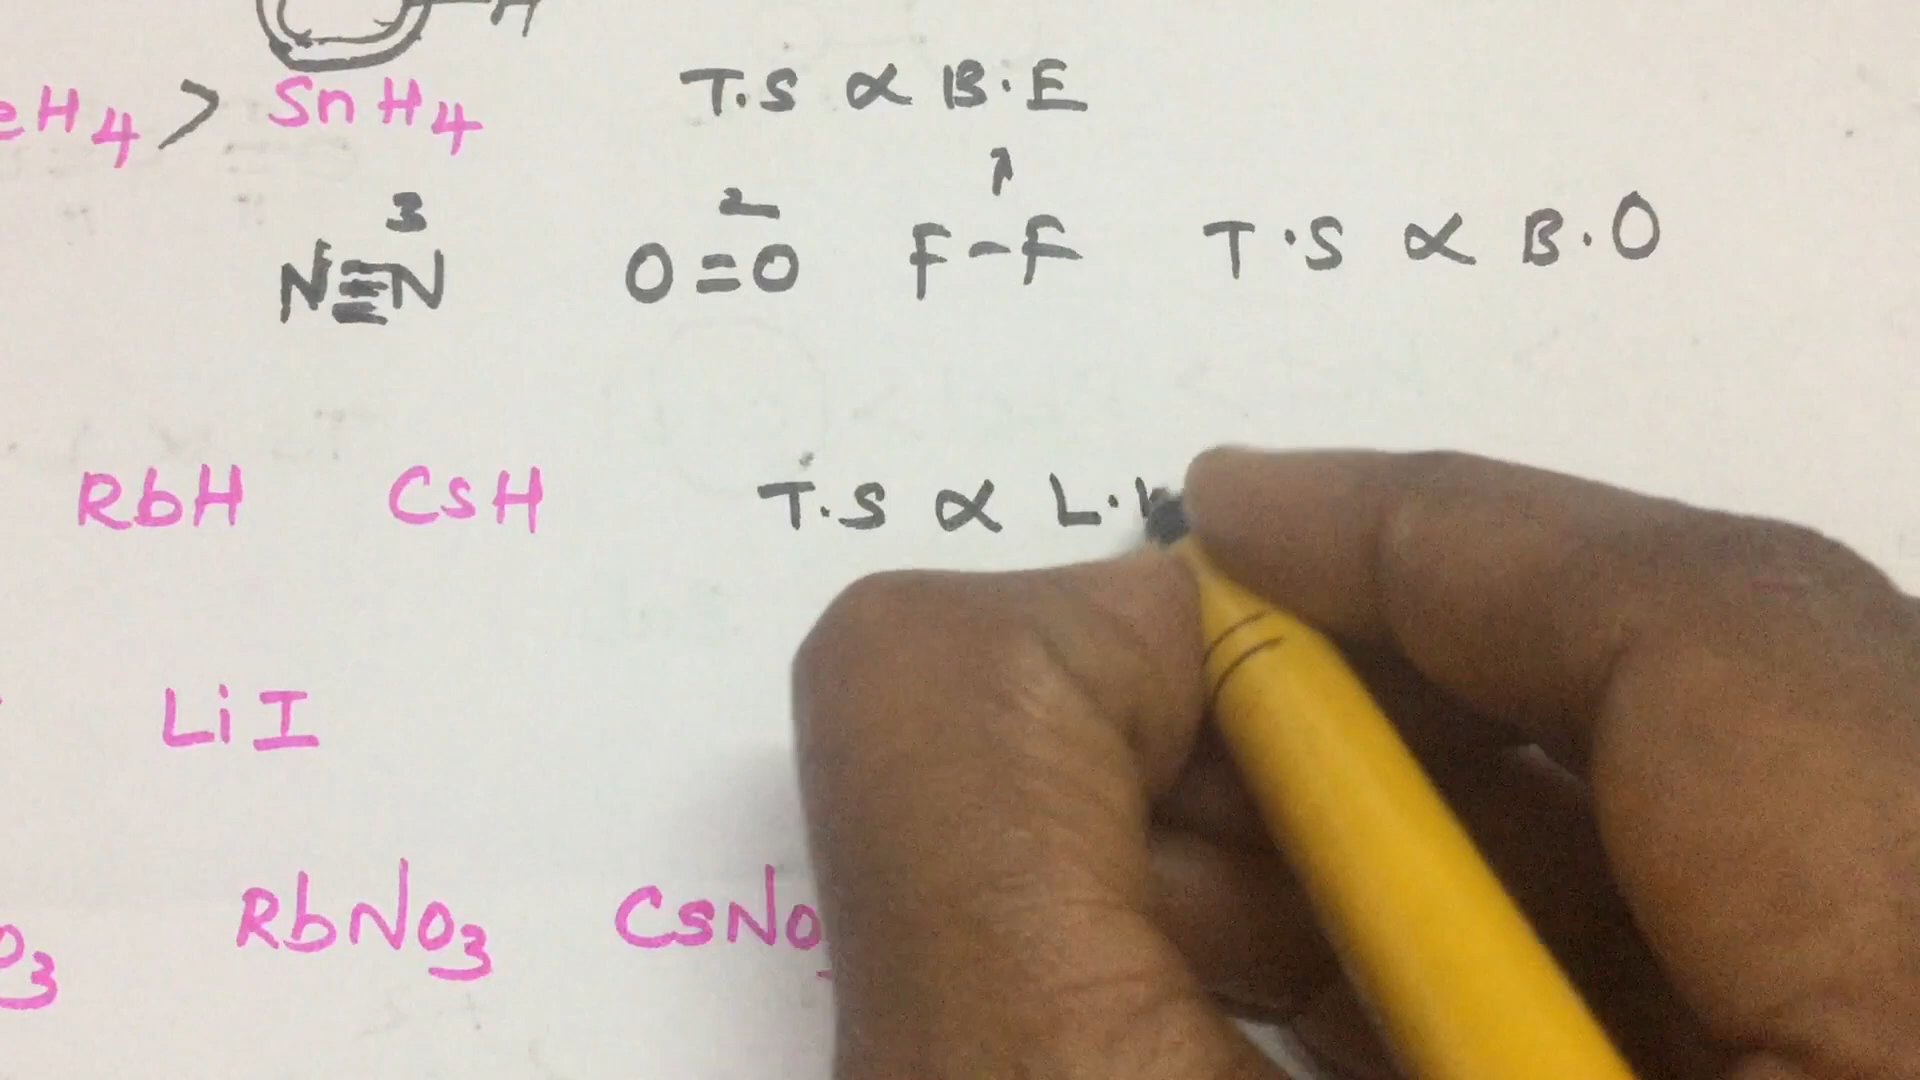 H
eH4 > SnH4 T.S ∝ B.E
3 2
N≡N O=O F-F T.S ∝ B.O
RbH CsH T.S ∝ L.
LiI
O3 RbNO3 CsNO